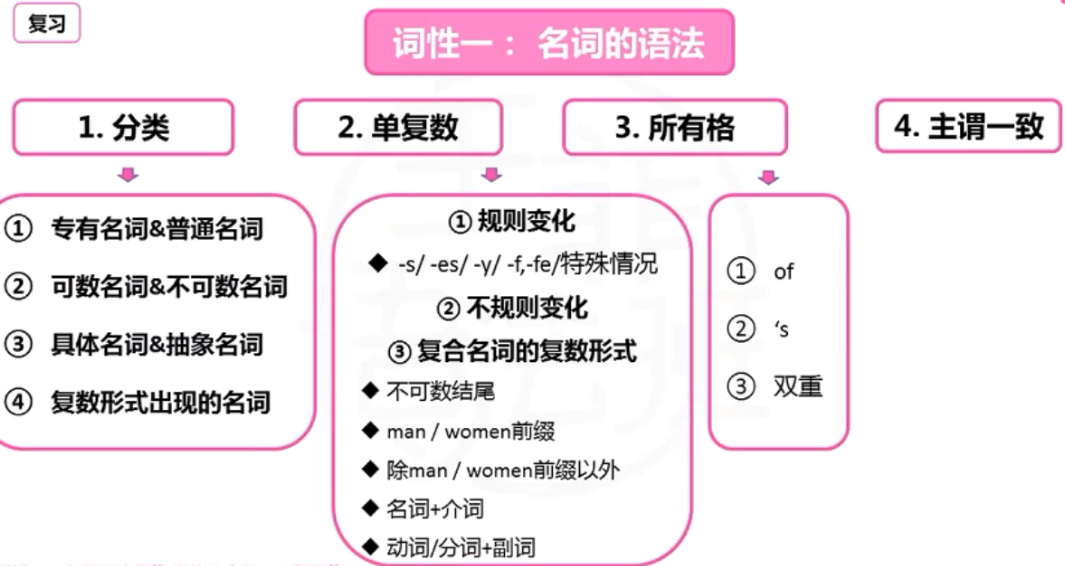 复习
词性一： 名词的语法
1. 分类
2. 单复数
3. 所有格
4. 主谓一致
① 专有名词&普通名词
② 可数名词&不可数名词
③ 具体名词&抽象名词
④ 复数形式出现的名词
① 规则变化
◆ -s/ -es/ -y/ -f,-fe/特殊情况
② 不规则变化
③ 复合名词的复数形式
◆ 不可数结尾
◆ man / women前缀
◆ 除man / women前缀以外
◆ 名词+介词
◆ 动词/分词+副词
① of
② ‘s
③ 双重